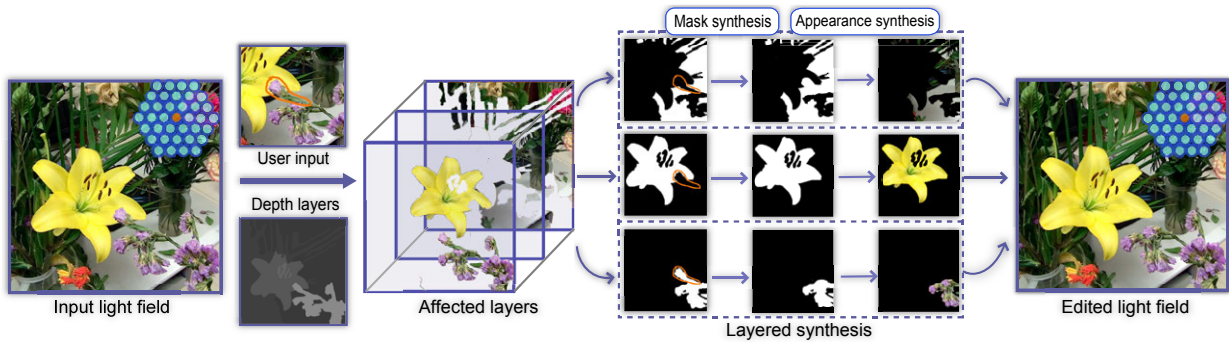 Mask synthesis
Appearance synthesis
User input
Depth layers
Input light field
Affected layers
Layered synthesis
Edited light field